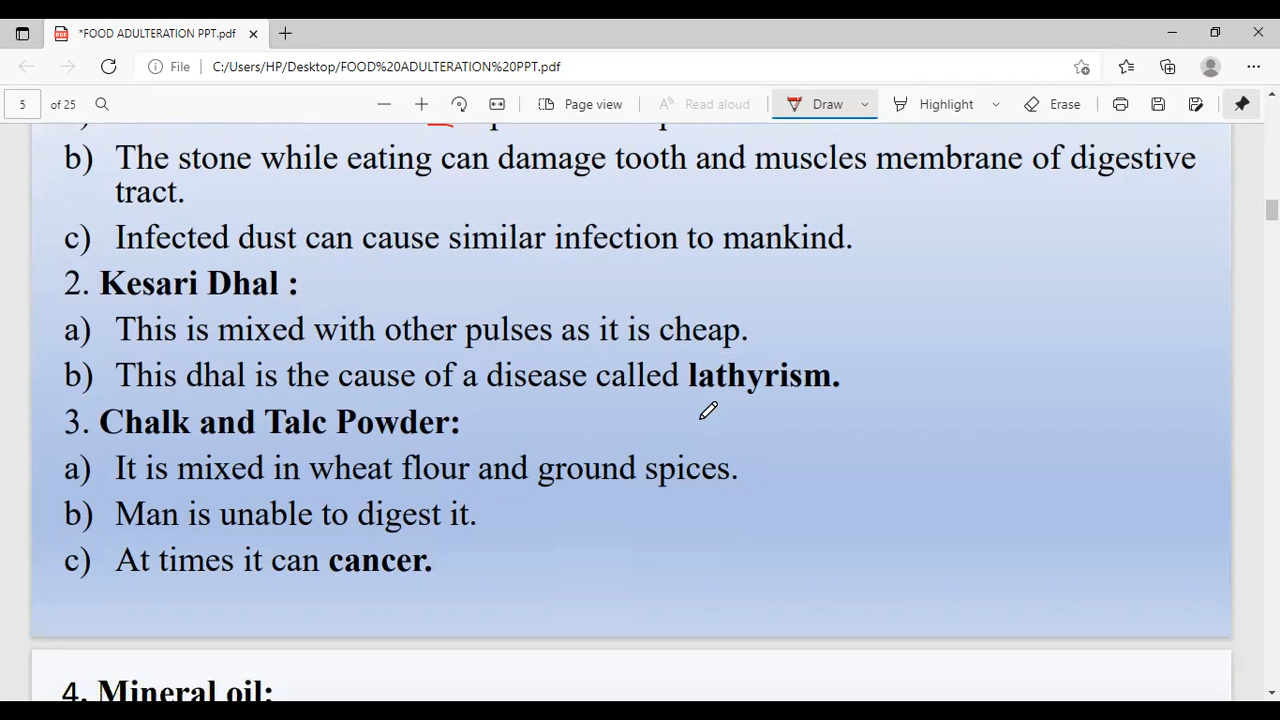 *FOOD ADULTERATION PPT.pdf
File C:/Users/HP/Desktop/FOOD%20ADULTERATION%20PPT.pdf
5 of 25 Page view Read aloud Draw Highlight Erase
b) The stone while eating can damage tooth and muscles membrane of digestive
tract.
c) Infected dust can cause similar infection to mankind.
2. Kesari Dhal :
a) This is mixed with other pulses as it is cheap.
b) This dhal is the cause of a disease called lathyrism.
3. Chalk and Talc Powder:
a) It is mixed in wheat flour and ground spices.
b) Man is unable to digest it.
c) At times it can cancer.
4. Mineral oil: